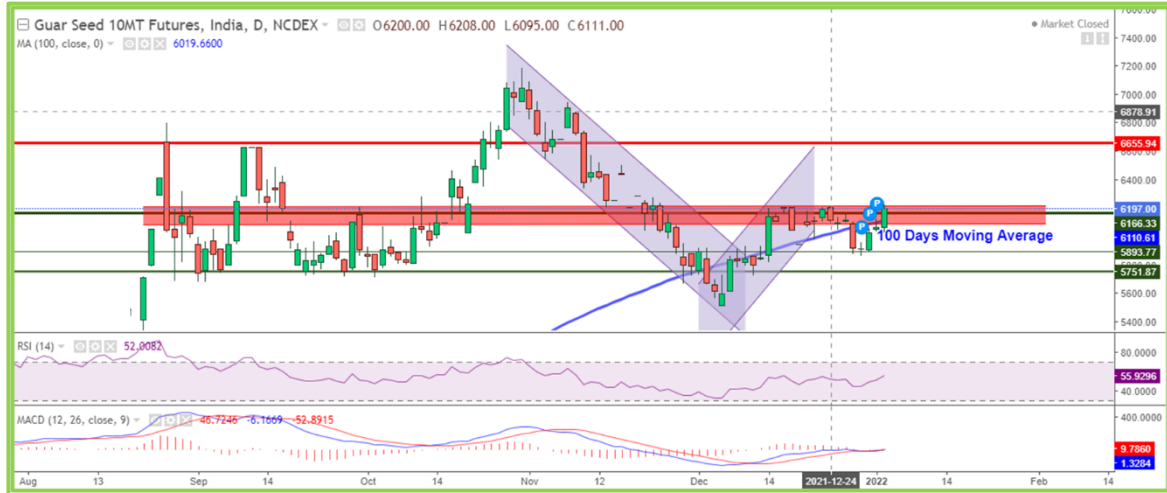 Guar Seed 10MT Futures, India, D, NCDEX O6200.00 H6208.00 L6095.00 C6111.00
Market Closed
MA (100, close, 0) 6019.6600
7400.00
7200.00
7000.00
6878.91
6800.00
6655.94
6400.00
6197.00
6166.33
6110.61
100 Days Moving Average
5893.77
5751.87
5600.00
5400.00
RSI (14) 52.0082
80.0000
55.9296
40.0000
MACD (12, 26, close, 9) 46.7246 -6.1669 -52.8915
400.0000
9.7860
1.3284
Aug 13 Sep 14 Oct 14 Nov 12 Dec 14 2021-12-24 2022 14 Feb 14